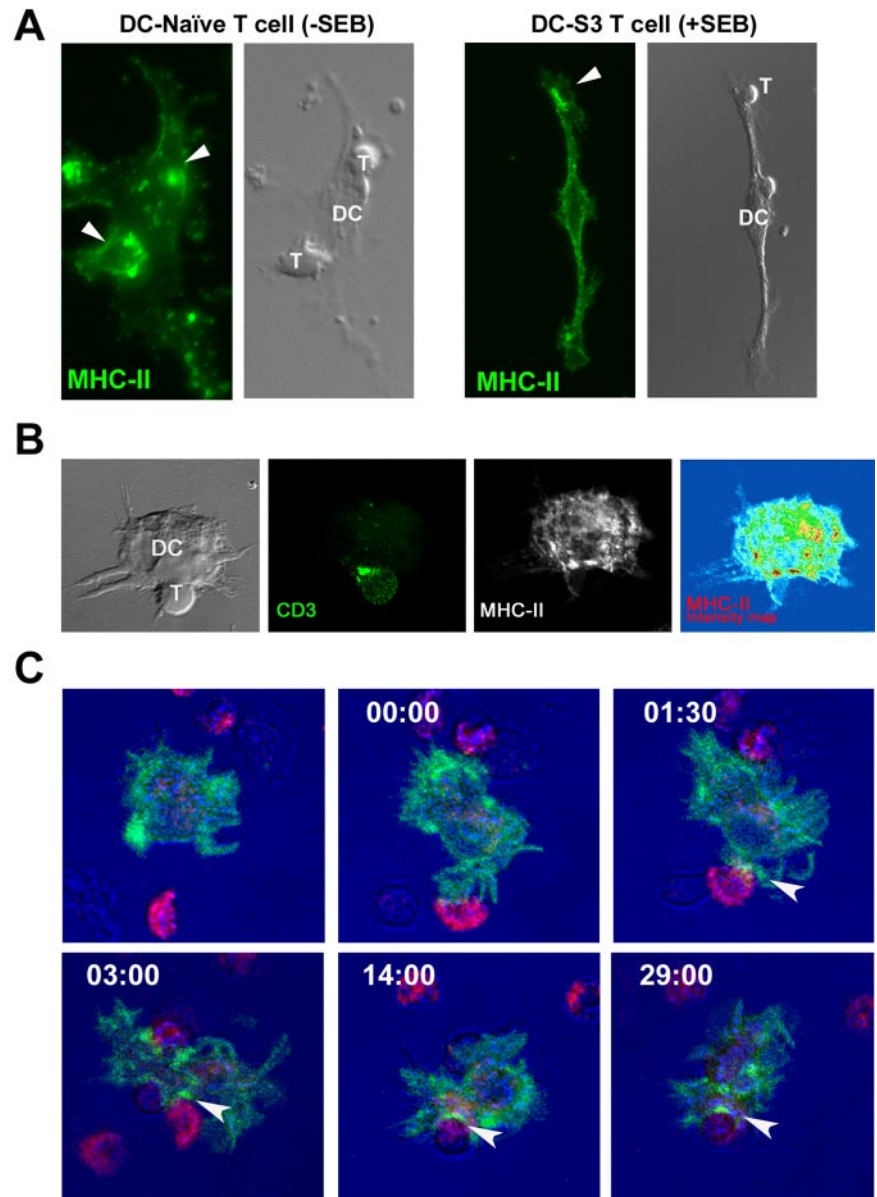 A
DC-Naïve T cell (-SEB)
DC-S3 T cell (+SEB)
MHC-II
T
DC
T
MHC-II
T
DC
B
DC
T
CD3
MHC-II
MHC-II
Intensity map
C
00:00
01:30
03:00
14:00
29:00